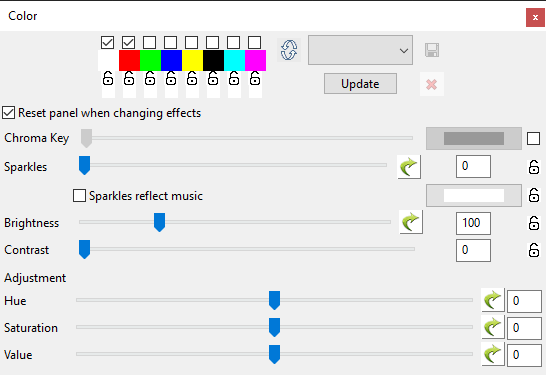 Color
Update
Reset panel when changing effects
Chroma Key
Sparkles 0
Sparkles reflect music
Brightness 100
Contrast 0
Adjustment
Hue 0
Saturation 0
Value 0